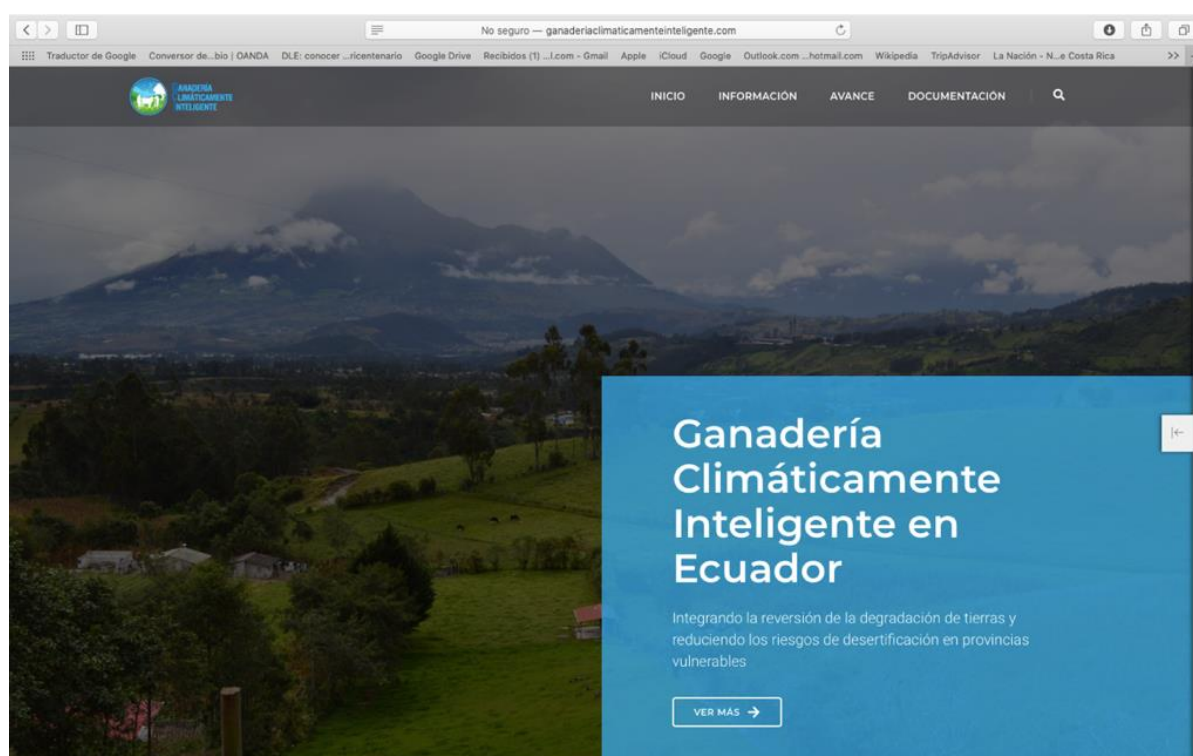 No seguro — ganaderiaclimaticamenteinteligente.com
Traductor de Google Conversor de...bio | OANDA DLE: conocer ...ricentenario Google Drive Recibidos (1) ...l.com - Gmail Apple iCloud Google Outlook.com ...hotmail.com Wikipedia TripAdvisor La Nación - N...e Costa Rica >>
GANADERÍA
CLIMÁTICAMENTE
INTELIGENTE
INICIO INFORMACIÓN AVANCE DOCUMENTACIÓN
Ganadería
Climáticamente
Inteligente en
Ecuador
Integrando la reversión de la degradación de tierras y
reduciendo los riesgos de desertificación en provincias
vulnerables
VER MÁS →